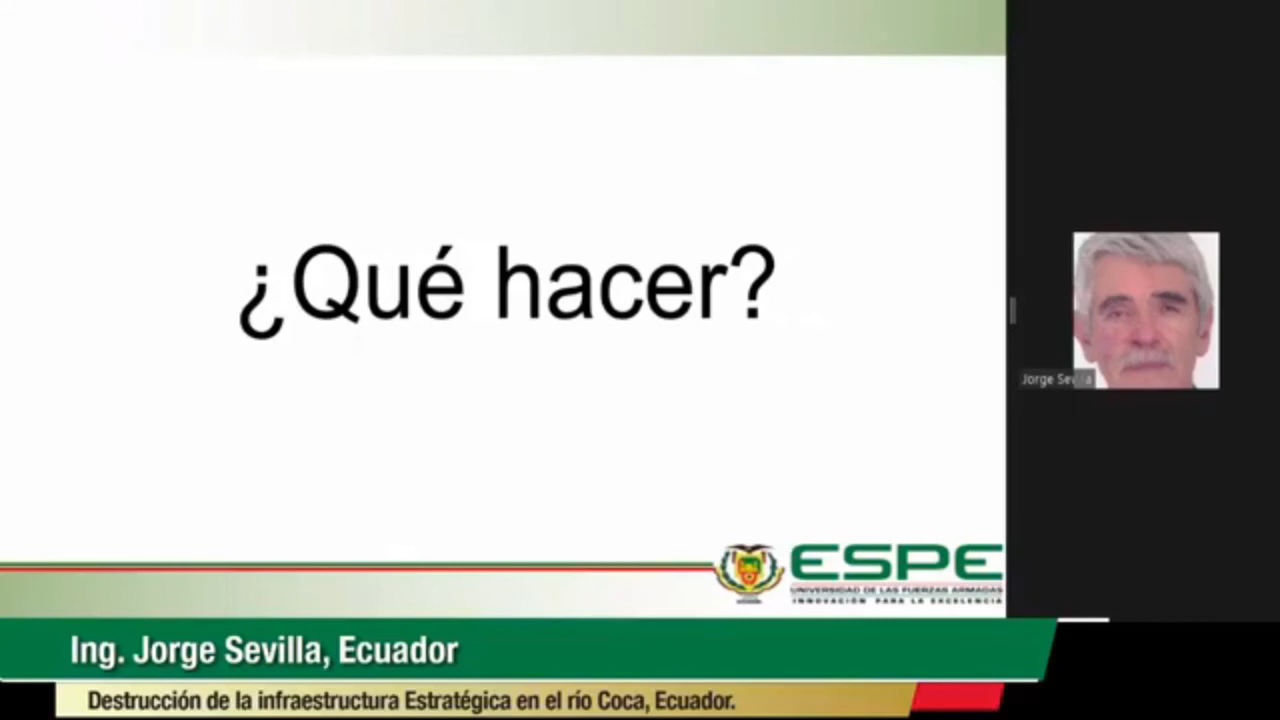 ¿Qué hacer?
Jorge Sevilla
ESPE
UNIVERSIDAD DE LAS FUERZAS ARMADAS
INNOVACIÓN PARA LA EXCELENCIA
Ing. Jorge Sevilla, Ecuador
Destrucción de la infraestructura Estratégica en el río Coca, Ecuador.